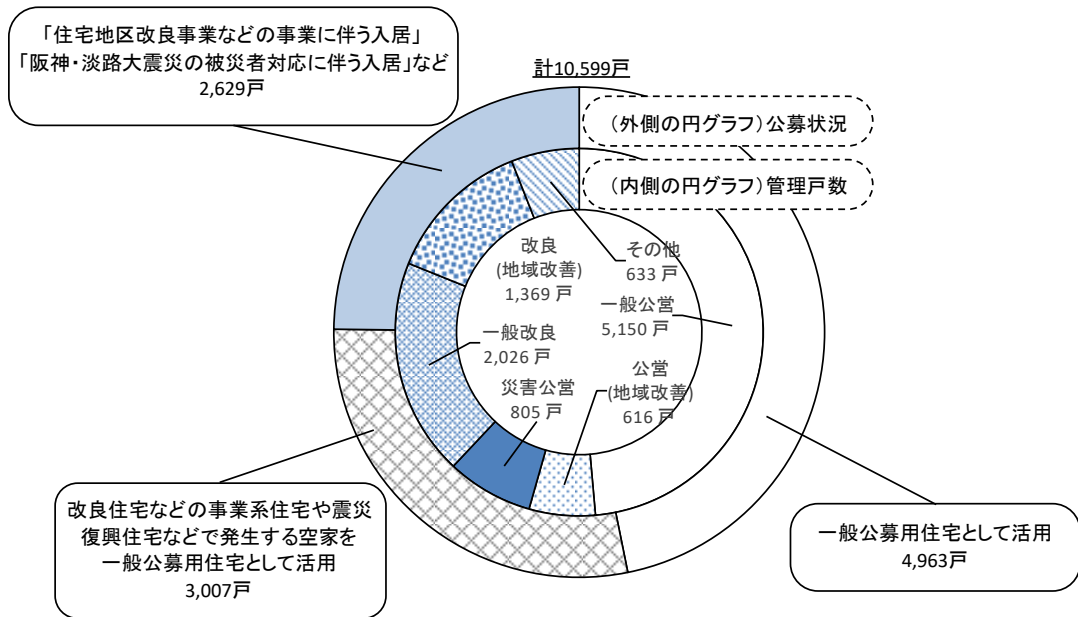 「住宅地区改良事業などの事業に伴う入居」
「阪神・淡路大震災の被災者対応に伴う入居」など
2,629戸
計10,599戸
（外側の円グラフ）公募状況
（内側の円グラフ）管理戸数
改良
(地域改善)
1,369 戸
その他
633 戸
一般公営
5,150 戸
一般改良
2,026 戸
公営
(地域改善)
616 戸
災害公営
805 戸
改良住宅などの事業系住宅や震災
復興住宅などで発生する空家を
一般公募用住宅として活用
3,007戸
一般公募用住宅として活用
4,963戸